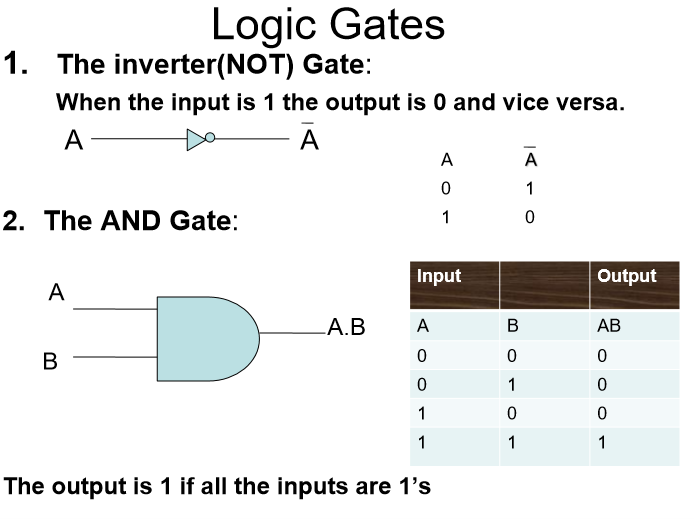 Logic Gates
1. The inverter(NOT) Gate:
When the input is 1 the output is 0 and vice versa.
A A̅
A A̅
0 1
1 0
2. The AND Gate:
A
B
A.B
Input Output
A B AB
0 0 0
0 1 0
1 0 0
1 1 1
The output is 1 if all the inputs are 1’s